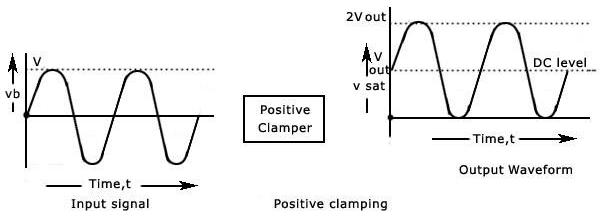 V
vb
Time,t
Input signal
Positive
Clamper
Positive clamping
2V out
V
out
v sat
DC level
Time,t
Output Waveform